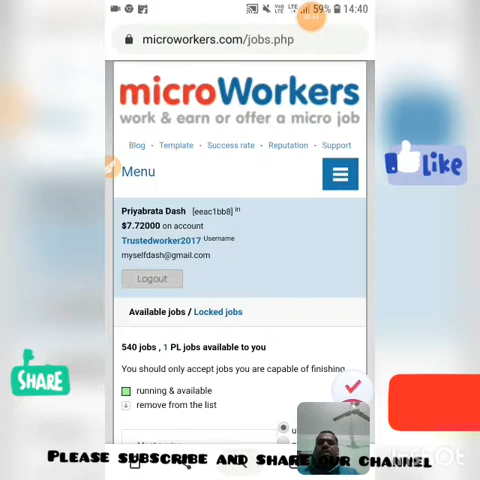 59% 14:40
microworkers.com/jobs.php
microWorkers
work & earn or offer a micro job
Blog - Template - Success rate - Reputation - Support
Menu
LIKE
Priyabrata Dash [eeac1bb8] in
$7.72000 on account
Trustedworker2017 Username
myselfdash@gmail.com
Logout
Available jobs / Locked jobs
540 jobs , 1 PL jobs available to you
You should only accept jobs you are capable of finishing
SHARE
running & available
remove from the list
PLEASE SUBSCRIBE AND SHARE OUR CHANNEL